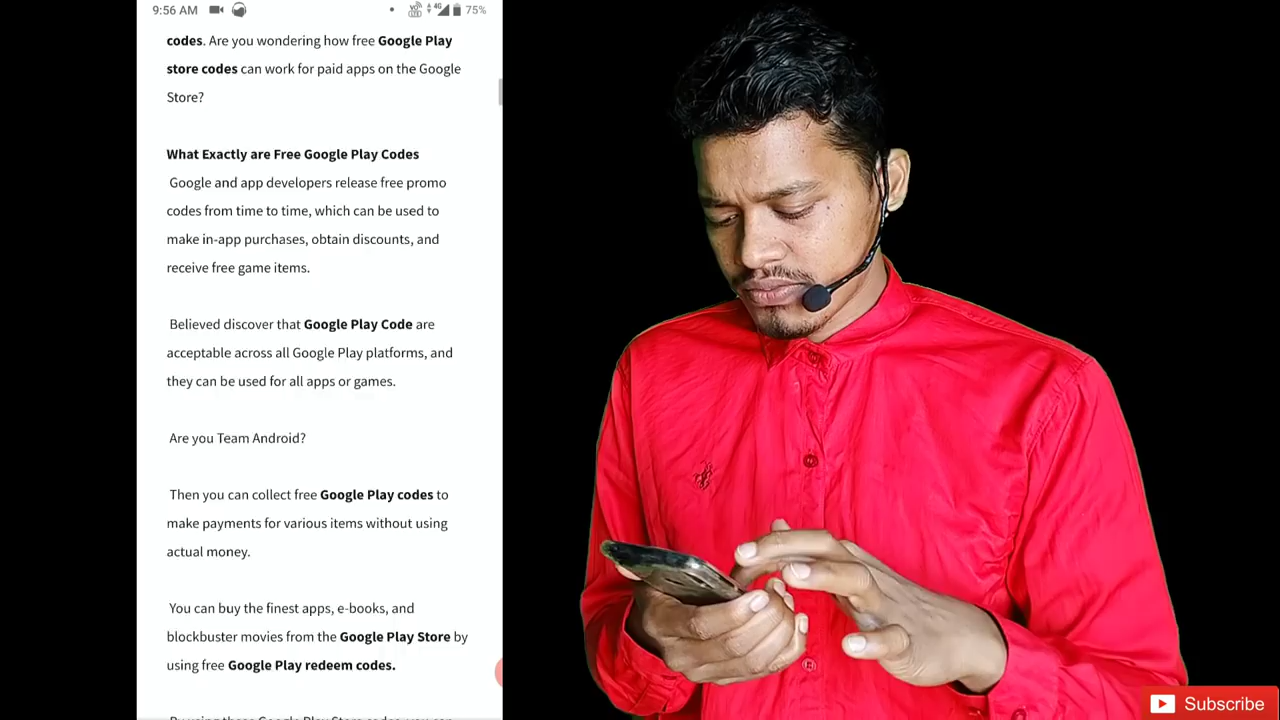 9:56 AM
4G
75%
codes. Are you wondering how free Google Play
store codes can work for paid apps on the Google
Store?
What Exactly are Free Google Play Codes
Google and app developers release free promo
codes from time to time, which can be used to
make in-app purchases, obtain discounts, and
receive free game items.
Believed discover that Google Play Code are
acceptable across all Google Play platforms, and
they can be used for all apps or games.
Are you Team Android?
Then you can collect free Google Play codes to
make payments for various items without using
actual money.
You can buy the finest apps, e-books, and
blockbuster movies from the Google Play Store by
using free Google Play redeem codes.
Subscribe